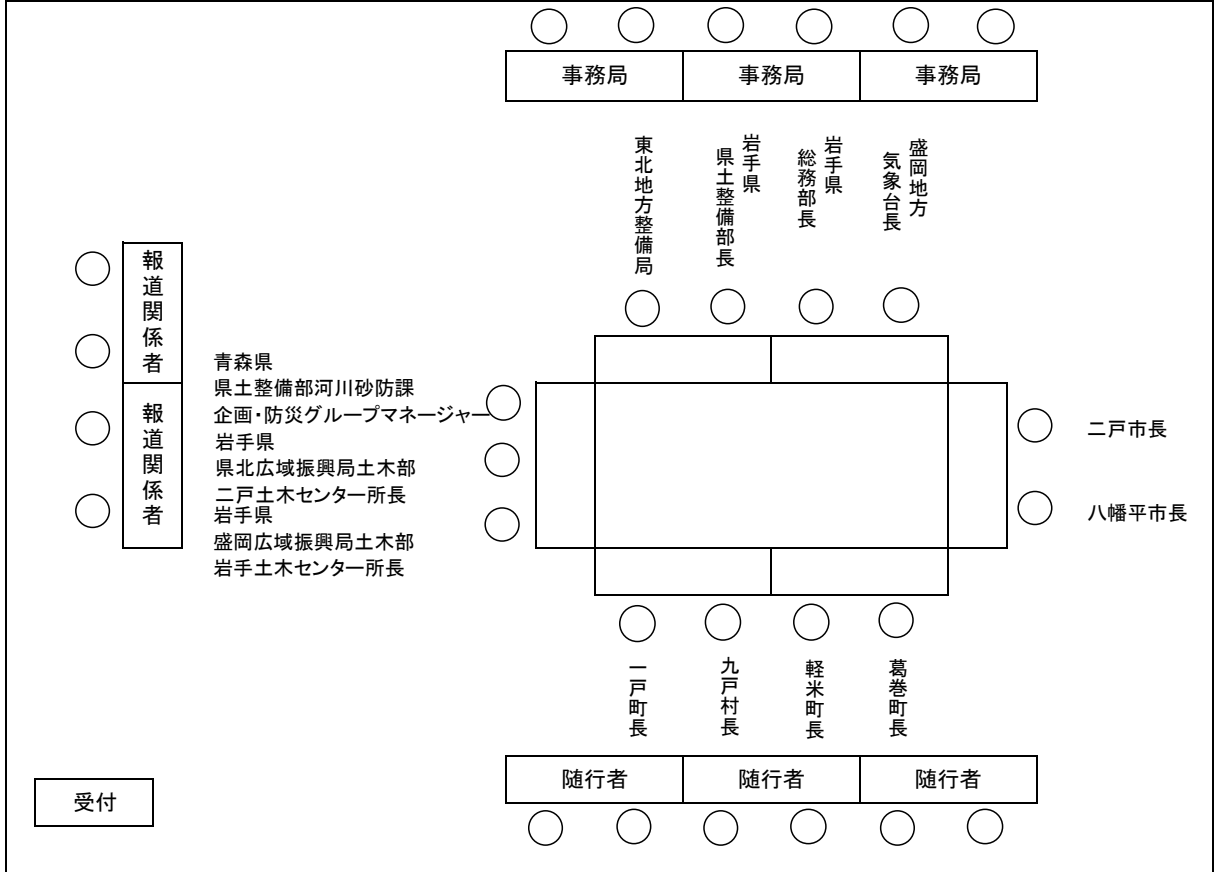 事務局
事務局
事務局
東北地方整備局
岩手県
県土整備部長
岩手県
総務部長
盛岡地方
気象台長
報道関係者
報道関係者
青森県
県土整備部河川砂防課
企画・防災グループマネージャー
岩手県
県北広域振興局土木部
二戸土木センター所長
岩手県
盛岡広域振興局土木部
岩手土木センター所長
二戸市長
八幡平市長
一戸町長
九戸村長
軽米町長
葛巻町長
随行者
随行者
随行者
受付